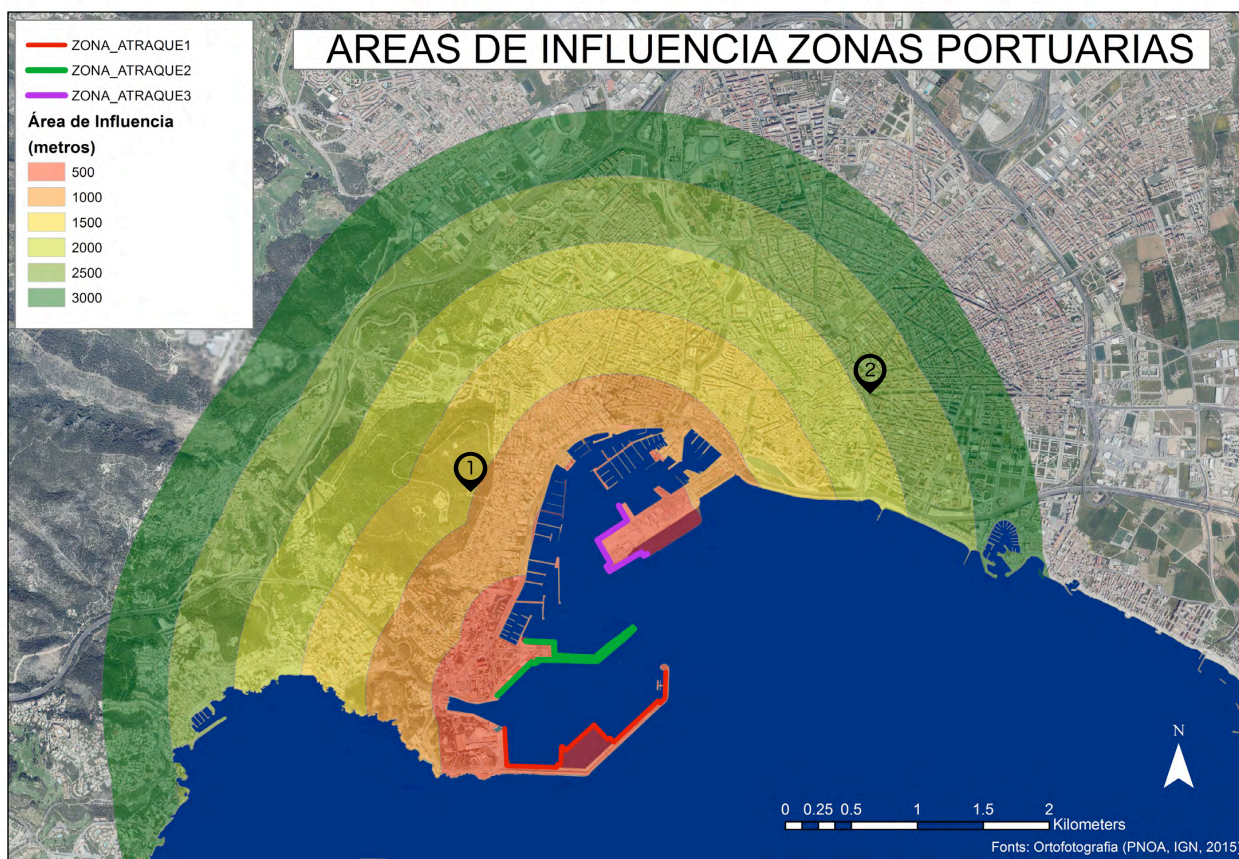 AREAS DE INFLUENCIA ZONAS PORTUARIAS
ZONA_ATRAQUE1
ZONA_ATRAQUE2
ZONA_ATRAQUE3
Área de Influencia
(metros)
500
1000
1500
2000
2500
3000
1
2
N
0 0.25 0.5 1 1.5 2
Kilometers
Fonts: Ortofotografia (PNOA, IGN, 2015)